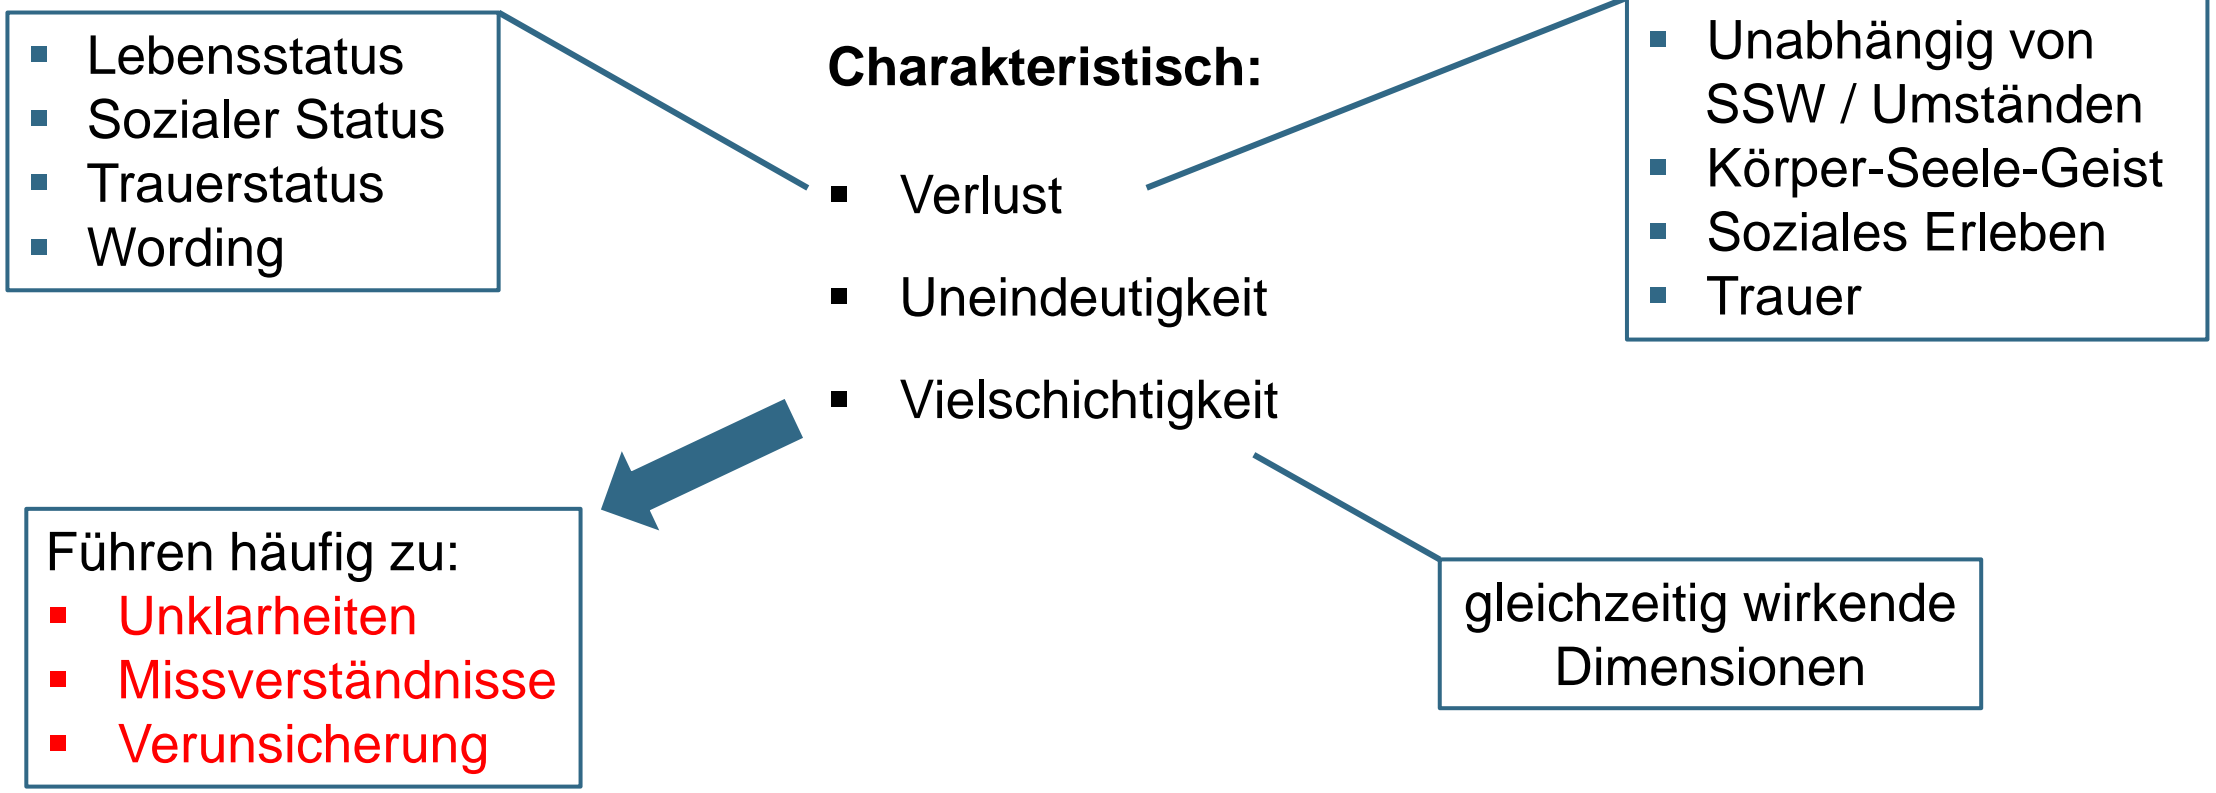 ▪ Lebensstatus
▪ Sozialer Status
▪ Trauerstatus
▪ Wording
Charakteristisch:
▪ Verlust
▪ Uneindeutigkeit
▪ Vielschichtigkeit
▪ Unabhängig von
SSW / Umständen
▪ Körper-Seele-Geist
▪ Soziales Erleben
▪ Trauer
Führen häufig zu:
▪ Unklarheiten
▪ Missverständnisse
▪ Verunsicherung
gleichzeitig wirkende
Dimensionen